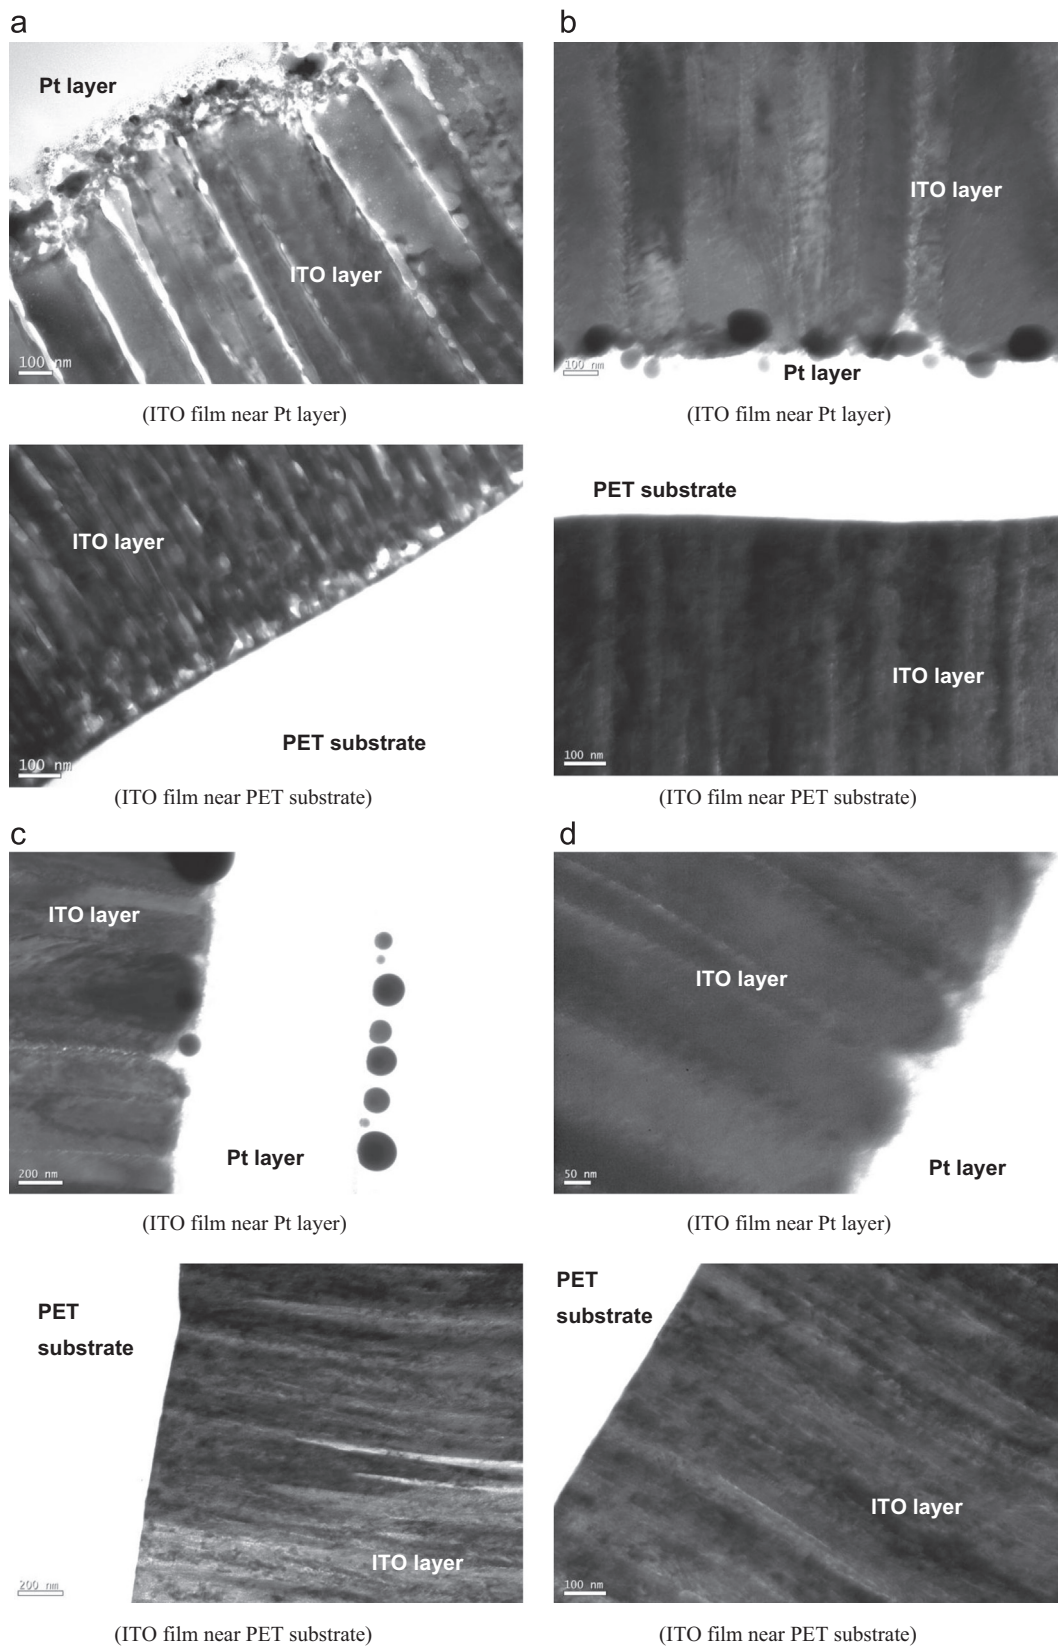 a
b
Pt layer
ITO layer
100 nm
ITO layer
Pt layer
100 nm
(ITO film near Pt layer)
(ITO film near Pt layer)
ITO layer
PET substrate
100 nm
PET substrate
ITO layer
100 nm
(ITO film near PET substrate)
(ITO film near PET substrate)
c
d
ITO layer
Pt layer
200 nm
ITO layer
Pt layer
50 nm
(ITO film near Pt layer)
(ITO film near Pt layer)
PET
substrate
ITO layer
200 nm
PET
substrate
ITO layer
100 nm
(ITO film near PET substrate)
(ITO film near PET substrate)